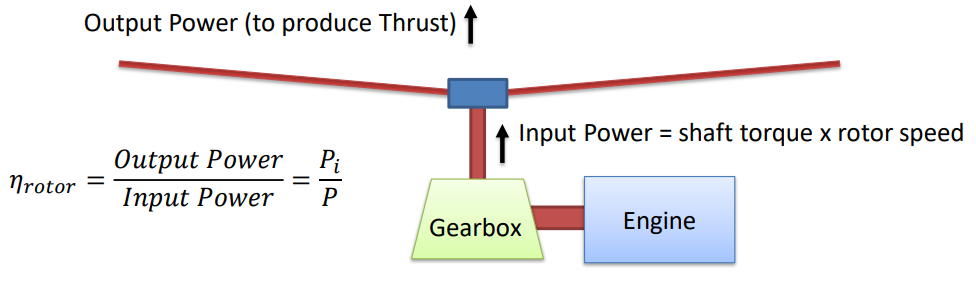 Output Power (to produce Thrust)
Input Power = shaft torque x rotor speed
η_rotor = Output Power / Input Power = P_i / P
Gearbox
Engine